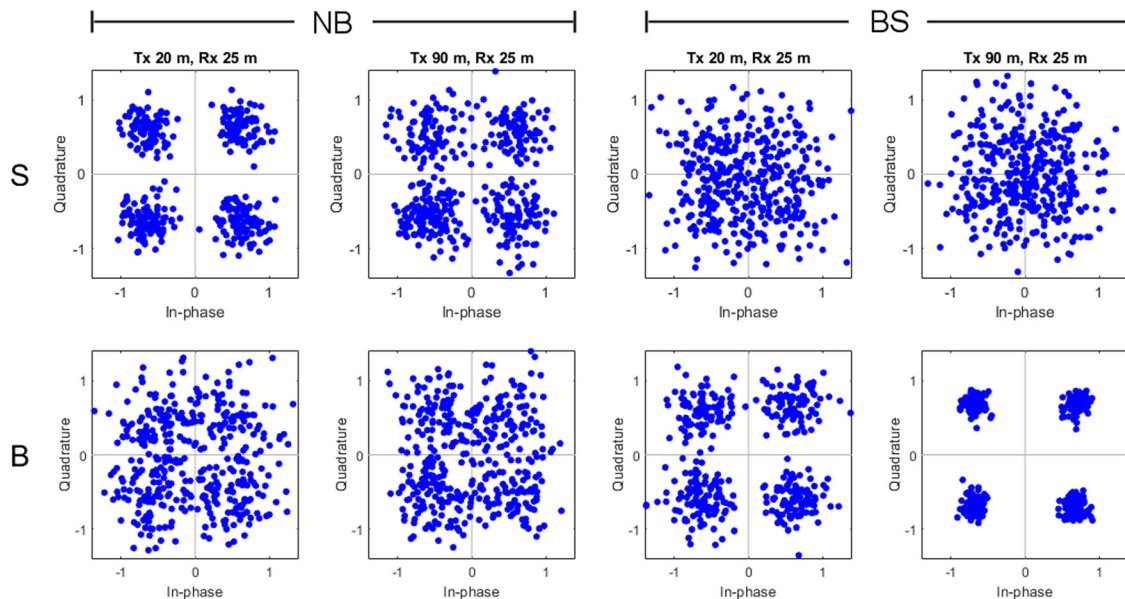 NB BS
Tx 20 m, Rx 25 m Tx 90 m, Rx 25 m Tx 20 m, Rx 25 m Tx 90 m, Rx 25 m
S
Quadrature Quadrature Quadrature Quadrature
1 1 1 1
0 0 0 0
-1 -1 -1 -1
-1 0 1 -1 0 1 -1 0 1 -1 0 1
In-phase In-phase In-phase In-phase
B
Quadrature Quadrature Quadrature Quadrature
1 1 1 1
0 0 0 0
-1 -1 -1 -1
-1 0 1 -1 0 1 -1 0 1 -1 0 1
In-phase In-phase In-phase In-phase